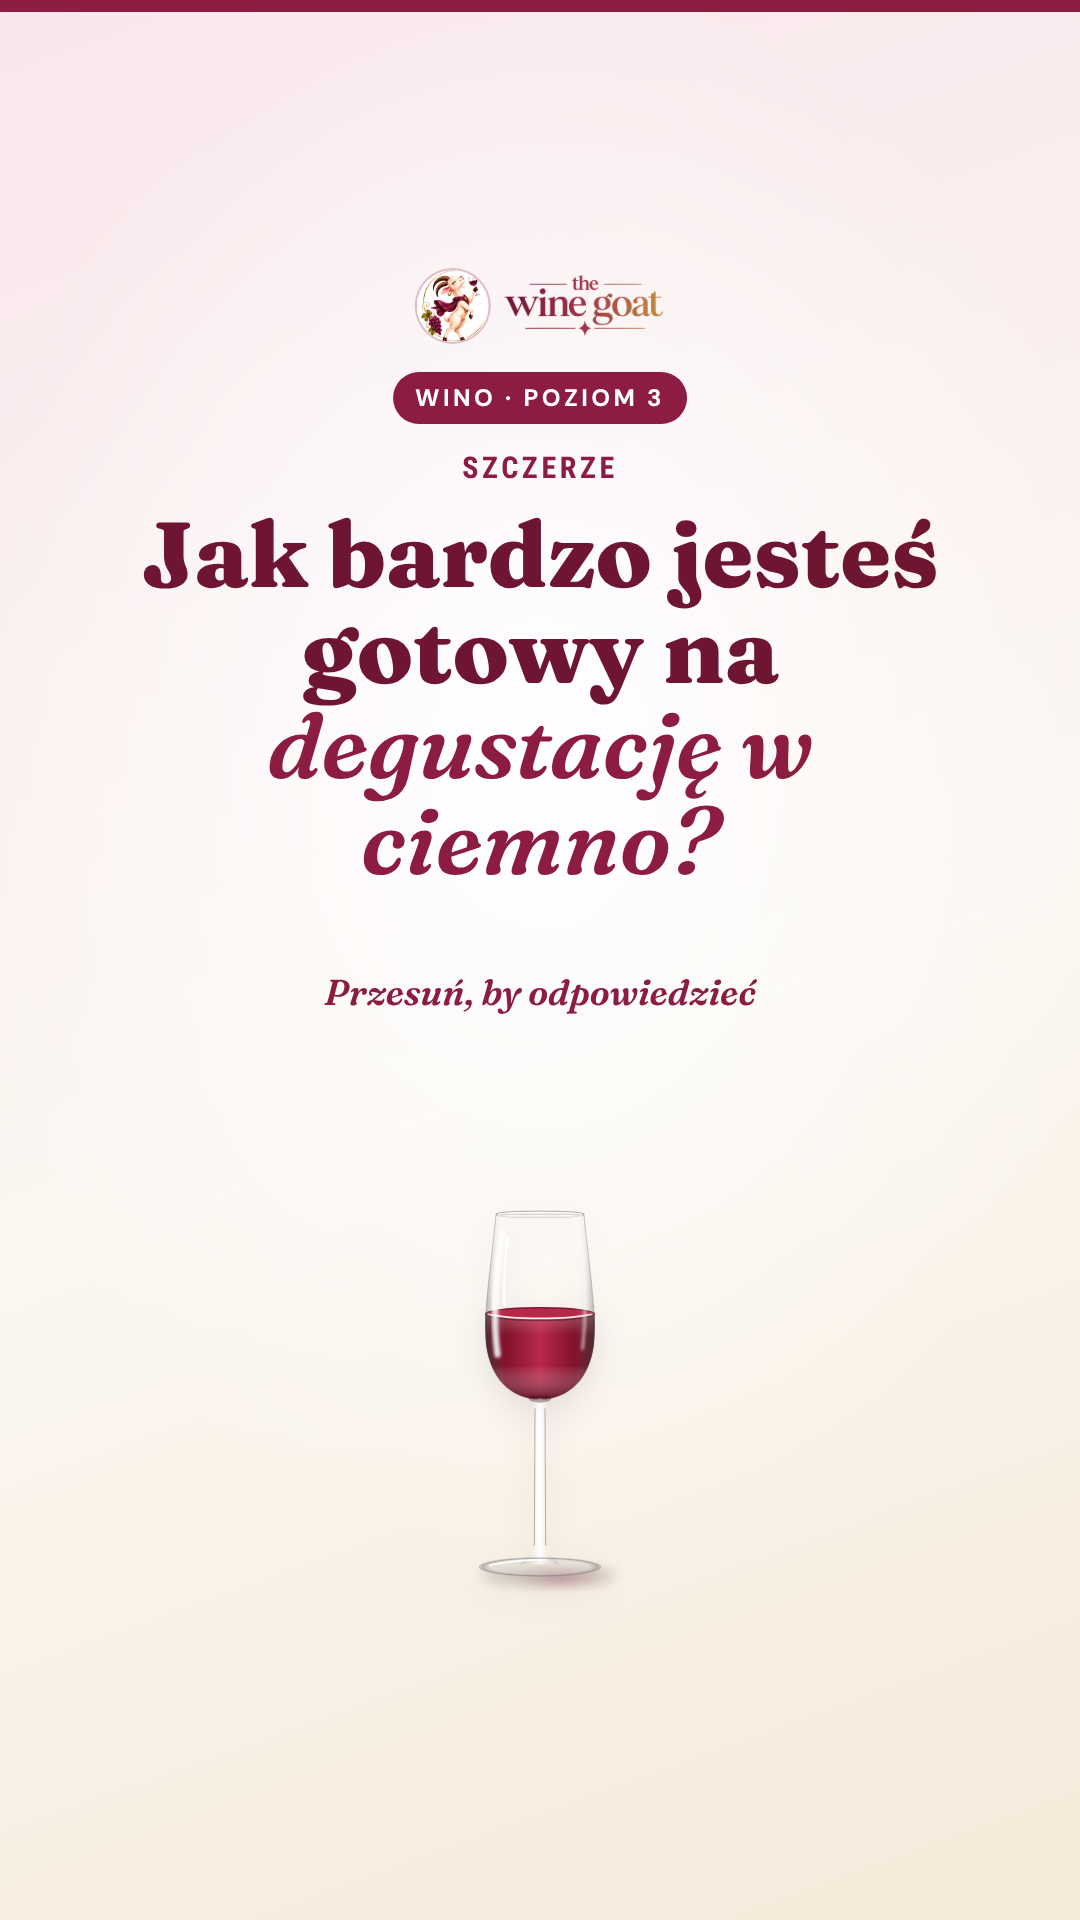 the
wine goat
WINO · POZIOM 3
SZCZERZE
Jak bardzo jesteś
gotowy na
degustację w
ciemno?
Przesuń, by odpowiedzieć